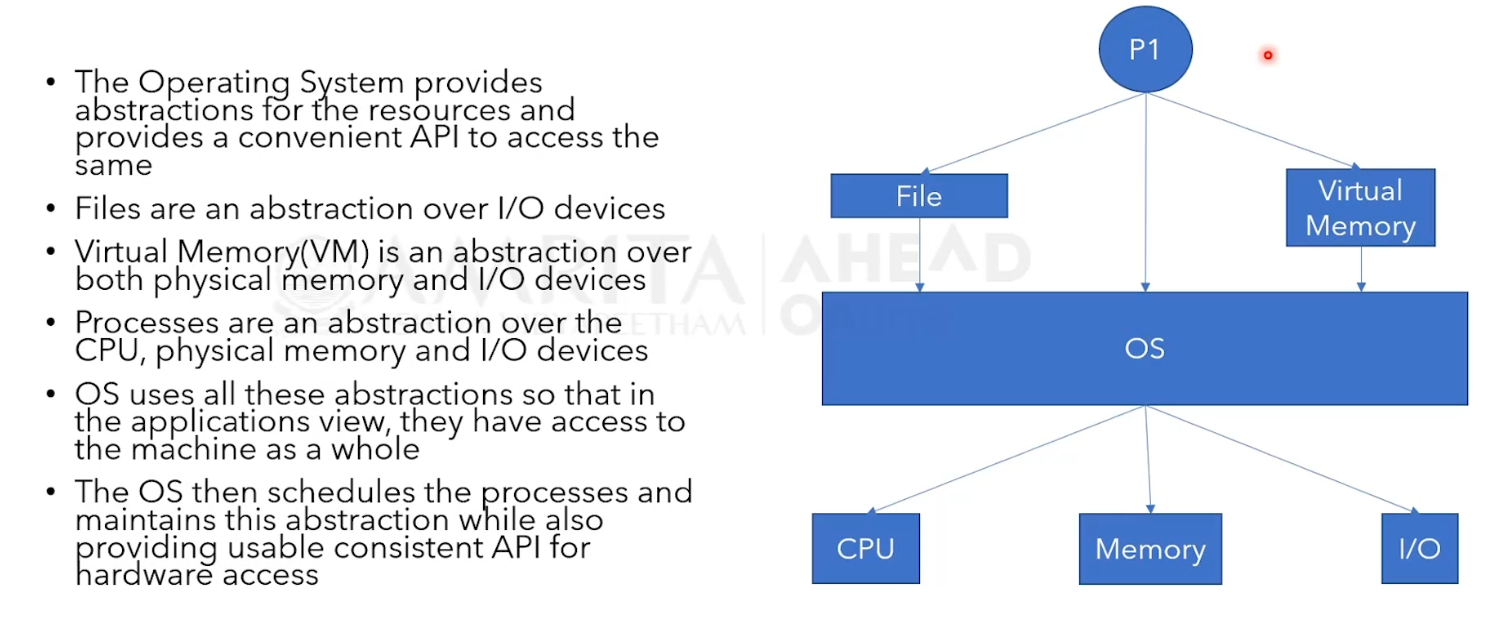 • The Operating System provides
abstractions for the resources and
provides a convenient API to access the
same
• Files are an abstraction over I/O devices
• Virtual Memory(VM) is an abstraction over
both physical memory and I/O devices
• Processes are an abstraction over the
CPU, physical memory and I/O devices
• OS uses all these abstractions so that in
the applications view, they have access to
the machine as a whole
• The OS then schedules the processes and
maintains this abstraction while also
providing usable consistent API for
hardware access
P1
File
Virtual
Memory
OS
CPU
Memory
I/O
AMRITA
AHEAD